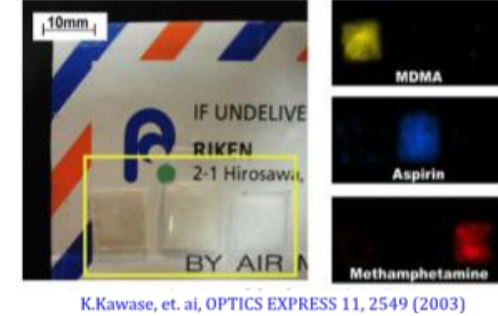 10mm
IF UNDELIVE
RIKEN
2-1 Hirosawa,
BY AIR M
MDMA
Aspirin
Methamphetamine
K.Kawase, et. ai, OPTICS EXPRESS 11, 2549 (2003)